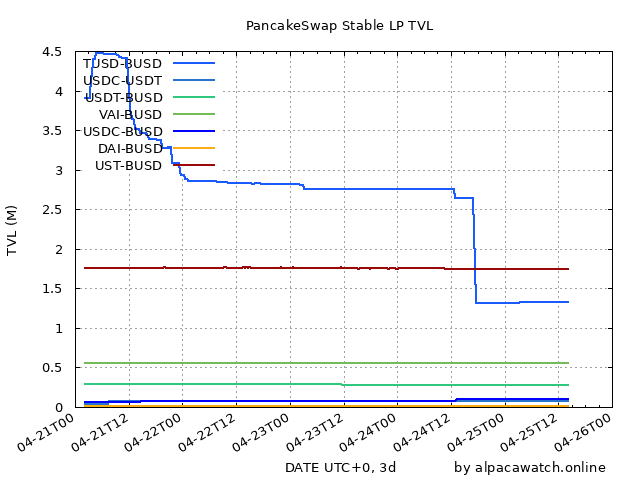 PancakeSwap Stable LP TVL
TVL (M)
4.5
4
3.5
3
2.5
2
1.5
1
0.5
0
TUSD-BUSD
USDC-USDT
USDT-BUSD
VAI-BUSD
USDC-BUSD
DAI-BUSD
UST-BUSD
04-21T00
04-21T12
04-22T00
04-22T12
04-23T00
04-23T12
04-24T00
04-24T12
04-25T00
04-25T12
04-26T00
DATE UTC+0, 3d
by alpacawatch.online